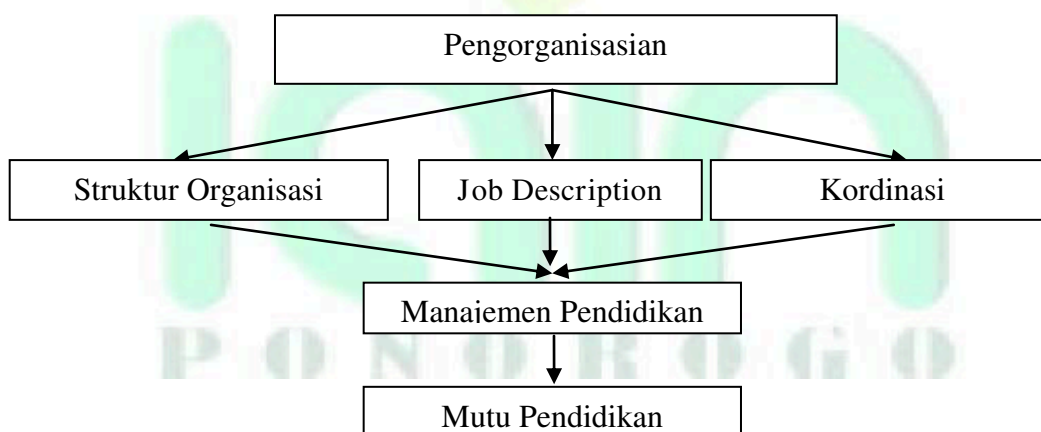 Pengorganisasian
Struktur Organisasi
Job Description
Kordinasi
Manajemen Pendidikan
PONOROGO
Mutu Pendidikan